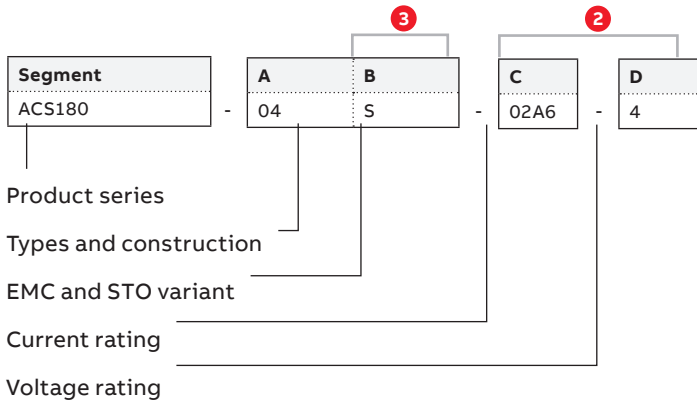 3 2
Segment A B C D
ACS180 - 04 S - 02A6 - 4
Product series
Types and construction
EMC and STO variant
Current rating
Voltage rating